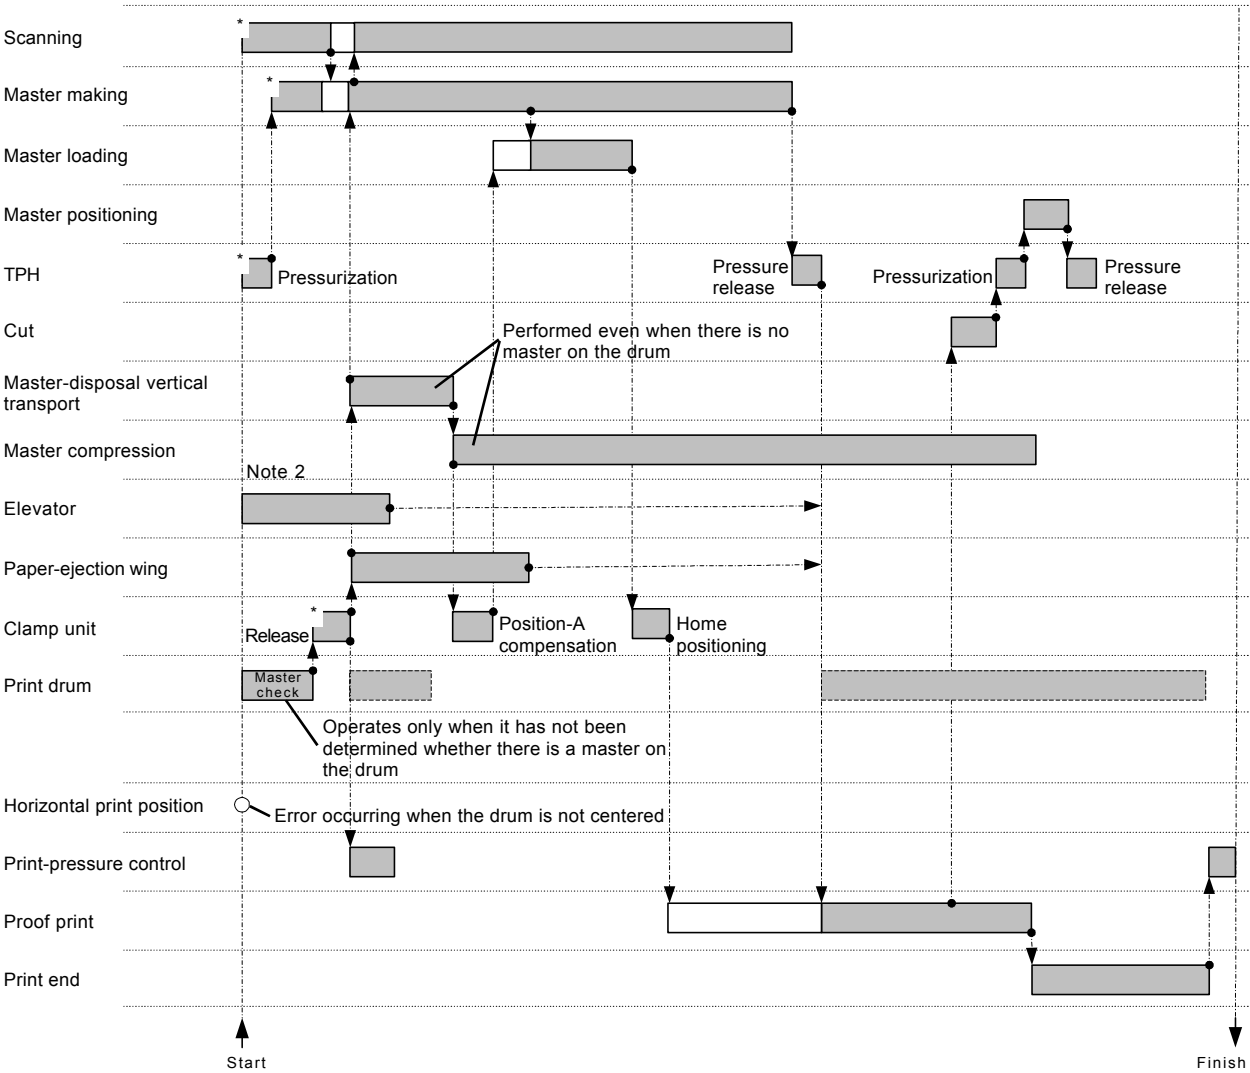 *
Scanning
*
Master making
Master loading
Master positioning
*
TPH
Pressurization
Pressure
release
Pressurization
Pressure
release
Cut
Performed even when there is no
master on the drum
Master-disposal vertical
transport
Master compression
Note 2
Elevator
Paper-ejection wing
*
Clamp unit
Release
Position-A
compensation
Home
positioning
Print drum
Master
check
Operates only when it has not been
determined whether there is a master on
the drum
Horizontal print position
Error occurring when the drum is not centered
Print-pressure control
Proof print
Print end
Start
Finish